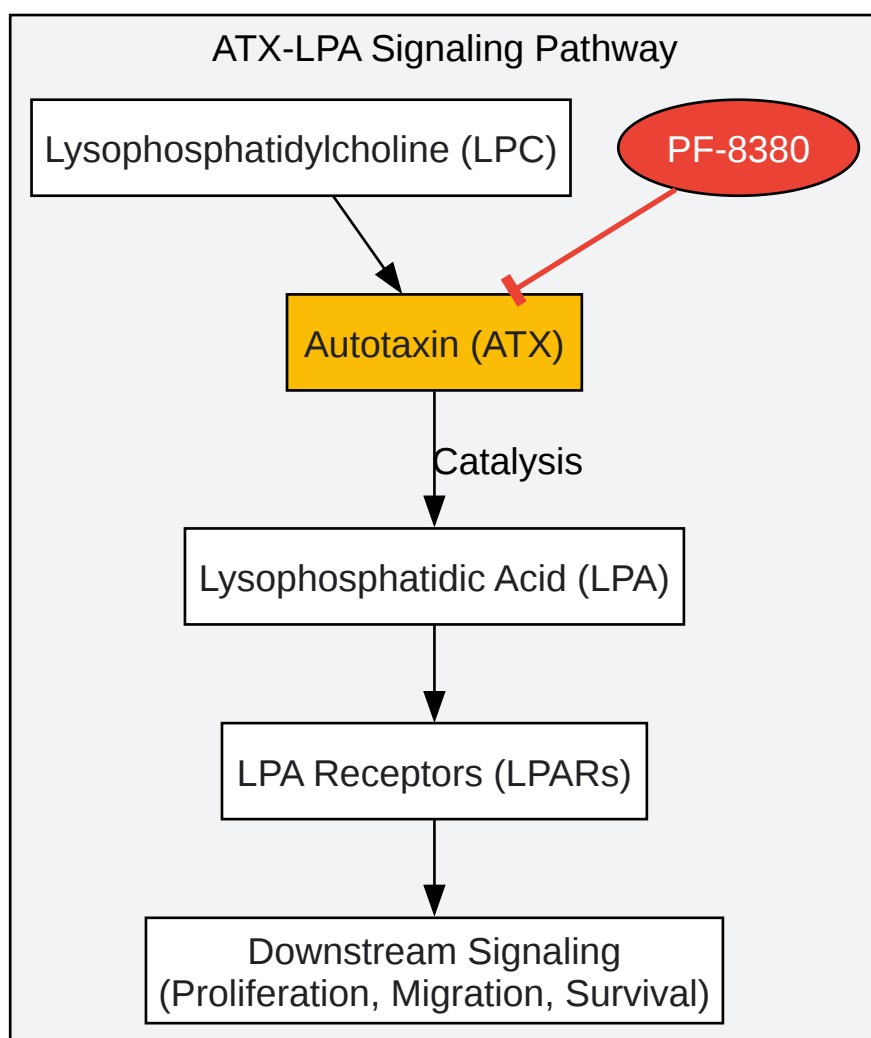 ATX-LPA Signaling Pathway
Lysophosphatidylcholine (LPC)
PF-8380
Autotaxin (ATX)
Catalysis
Lysophosphatidic Acid (LPA)
LPA Receptors (LPARs)
Downstream Signaling
(Proliferation, Migration, Survival)